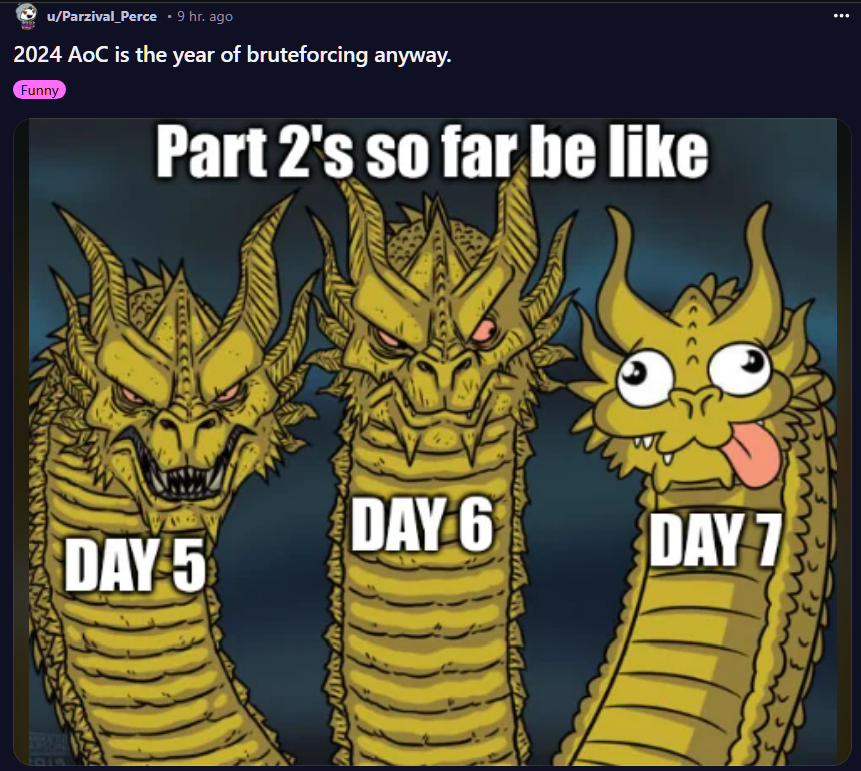 u/Parzival_Perce • 9 hr. ago
2024 AoC is the year of bruteforcing anyway.
Funny
Part 2's so far be like
DAY 5
DAY 6
DAY 7
2019